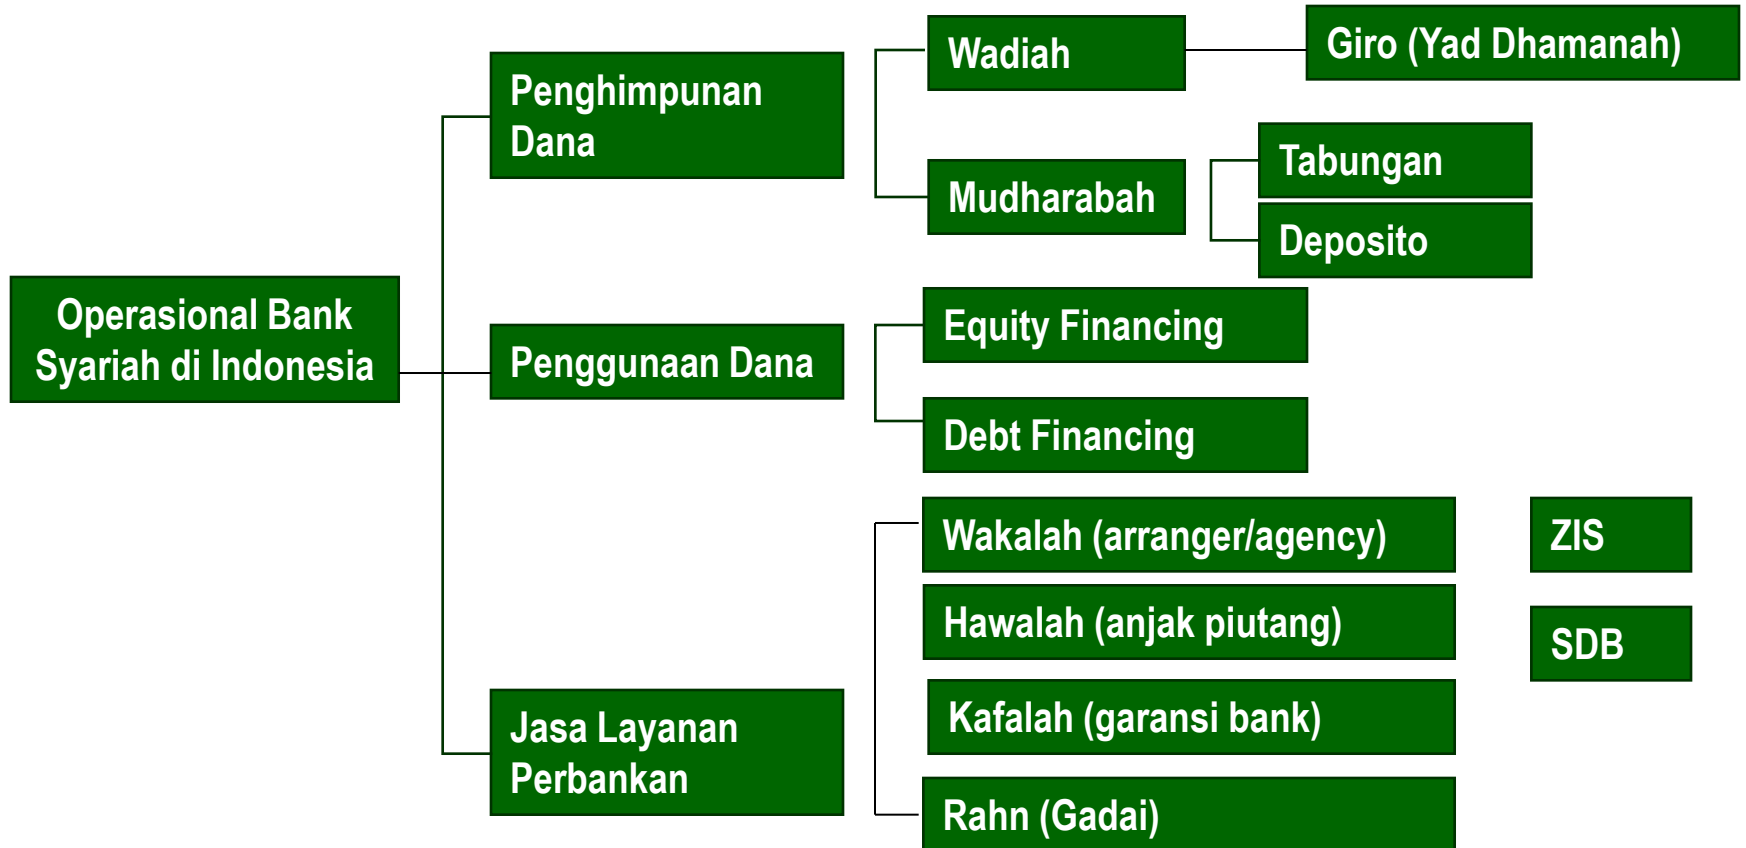 Operasional Bank
Syariah di Indonesia
Penghimpunan
Dana
Wadiah
Giro (Yad Dhamanah)
Mudharabah
Tabungan
Deposito
Penggunaan Dana
Equity Financing
Debt Financing
Jasa Layanan
Perbankan
Wakalah (arranger/agency)
Hawalah (anjak piutang)
Kafalah (garansi bank)
Rahn (Gadai)
ZIS
SDB